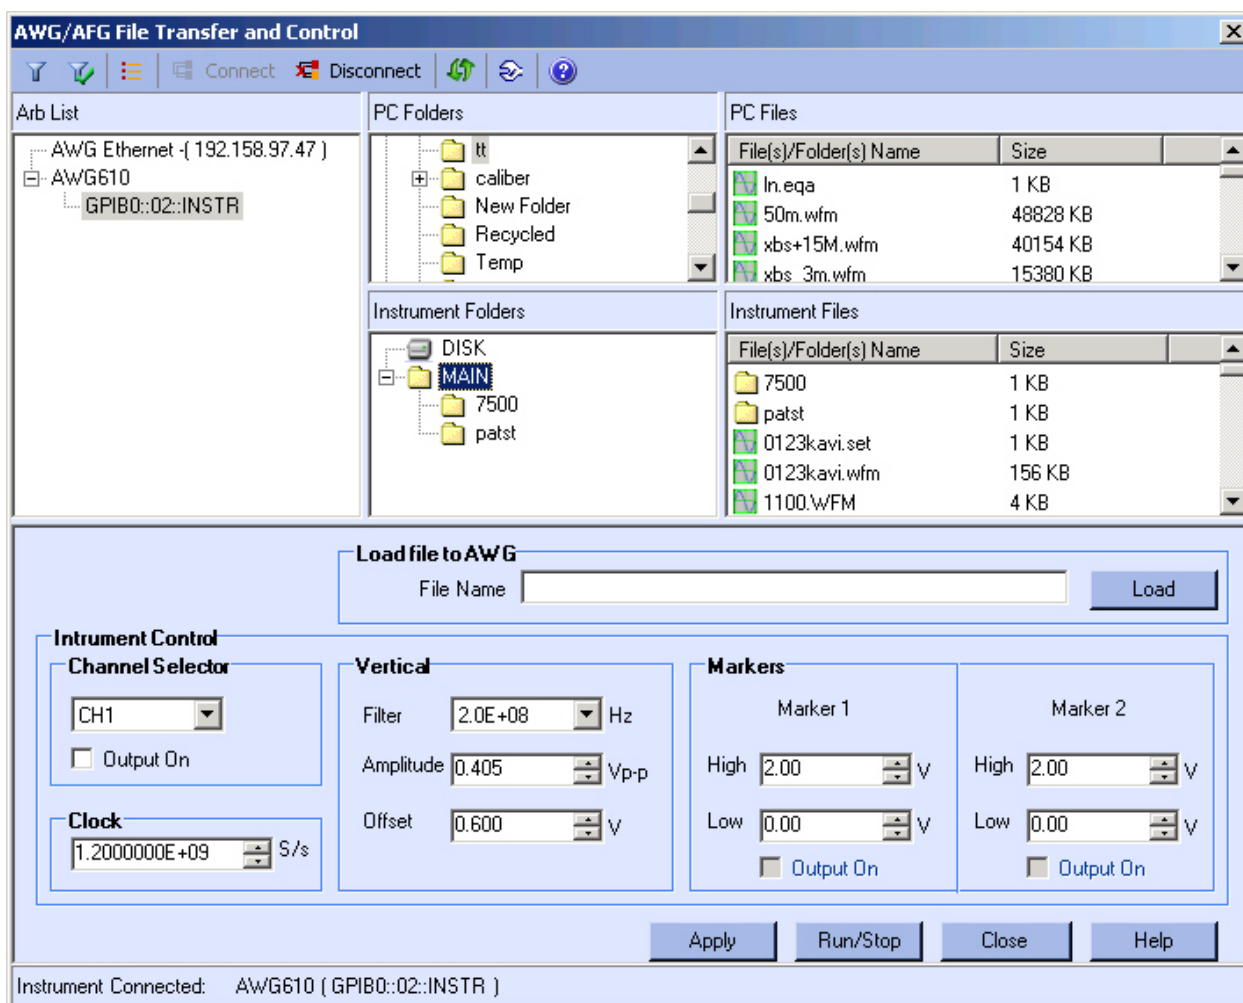 AWG/AFG File Transfer and Control
Connect Disconnect
Arb List
AWG Ethernet -( 192.158.97.47 )
AWG610
GPIB0::02::INSTR
PC Folders
tt
caliber
New Folder
Recycled
Temp
PC Files
File(s)/Folder(s) Name Size
ln.eqa 1 KB
50m.wfm 48828 KB
xbs+15M.wfm 40154 KB
xbs_3m.wfm 15380 KB
Instrument Folders
DISK
MAIN
7500
patst
Instrument Files
File(s)/Folder(s) Name Size
7500 1 KB
patst 1 KB
0123kavi.set 1 KB
0123kavi.wfm 156 KB
1100.WFM 4 KB
Load file to AWG
File Name Load
Intrument Control
Channel Selector
CH1
Output On
Clock
1.2000000E+09 S/s
Vertical
Filter 2.0E+08 Hz
Amplitude 0.405 Vp-p
Offset 0.600 V
Markers
Marker 1
High 2.00 V
Low 0.00 V
Output On
Marker 2
High 2.00 V
Low 0.00 V
Output On
Apply Run/Stop Close Help
Instrument Connected: AWG610 ( GPIB0::02::INSTR )